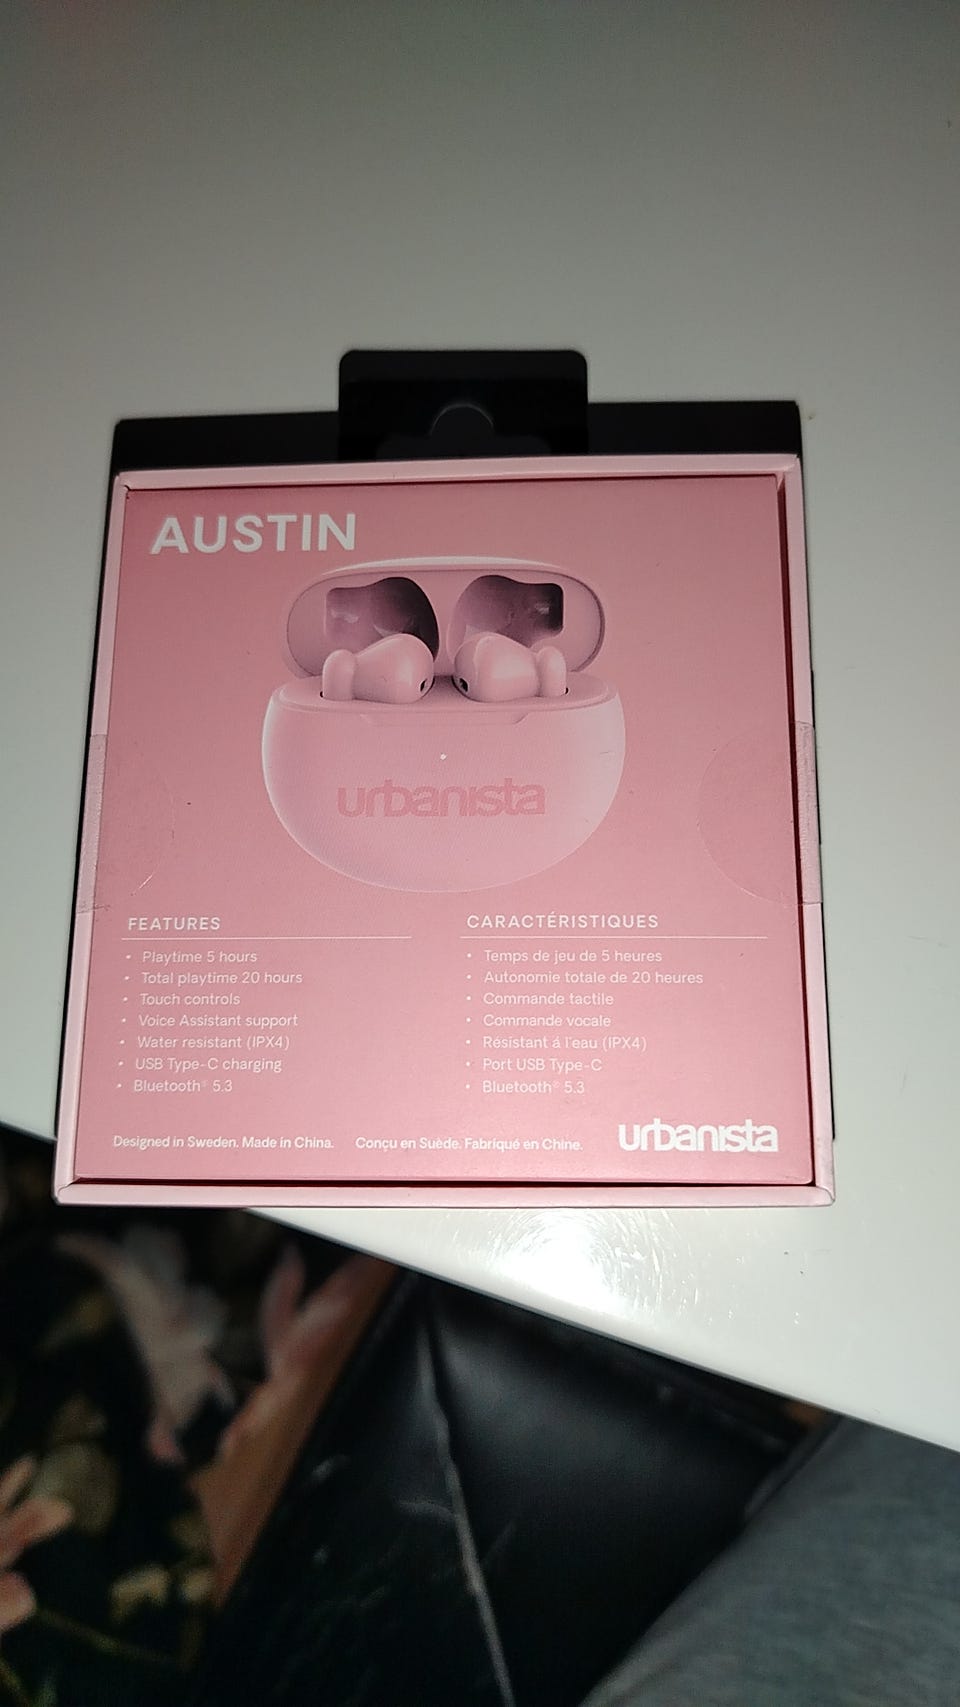 AUSTIN
urbanista
FEATURES
• Playtime 5 hours
• Total playtime 20 hours
• Touch controls
• Voice Assistant support
• Water resistant (IPX4)
• USB Type-C charging
• Bluetooth® 5.3
CARACTÉRISTIQUES
• Temps de jeu de 5 heures
• Autonomie totale de 20 heures
• Commande tactile
• Commande vocale
• Résistant á l'eau (IPX4)
• Port USB Type-C
• Bluetooth® 5.3
Designed in Sweden. Made in China.
Conçu en Suède. Fabriqué en Chine.
urbanista